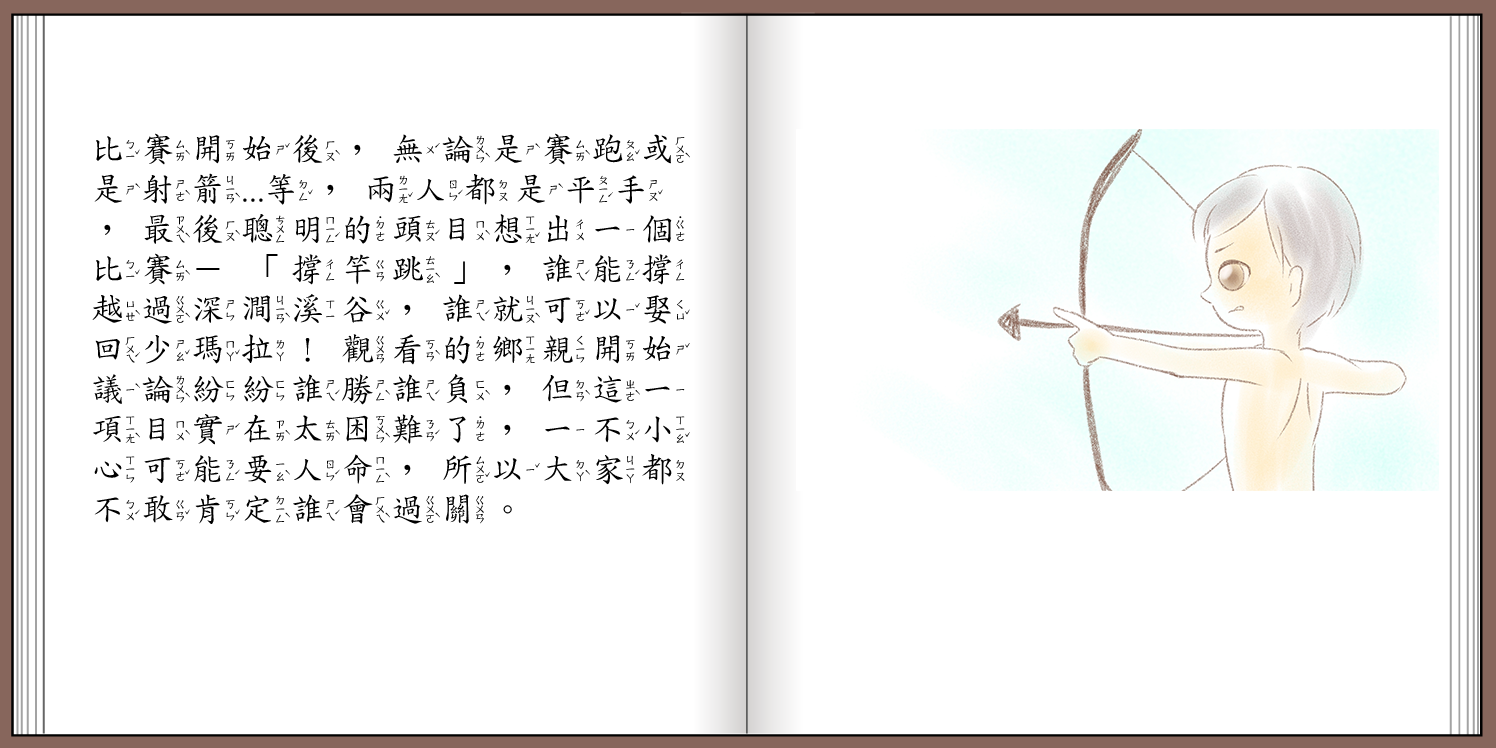 比賽開始後，無論是賽跑或
是射箭...等，兩人都是平手
，最後聰明的頭目想出一個
比賽—「撐竿跳」，誰能撐
越過深澗溪谷，誰就可以娶
回少瑪拉！觀看的鄉親開始
議論紛紛誰勝誰負，但這一
項目實在太困難了，一不小
心可能要人命，所以大家都
不敢肯定誰會過關。